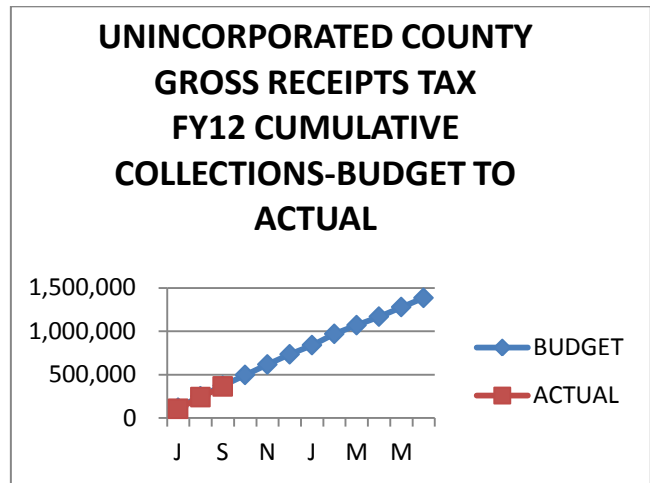 UNINCORPORATED COUNTY
GROSS RECEIPTS TAX
FY12 CUMULATIVE
COLLECTIONS-BUDGET TO
ACTUAL
1,500,000
1,000,000
500,000
0
J S N J M M
BUDGET
ACTUAL